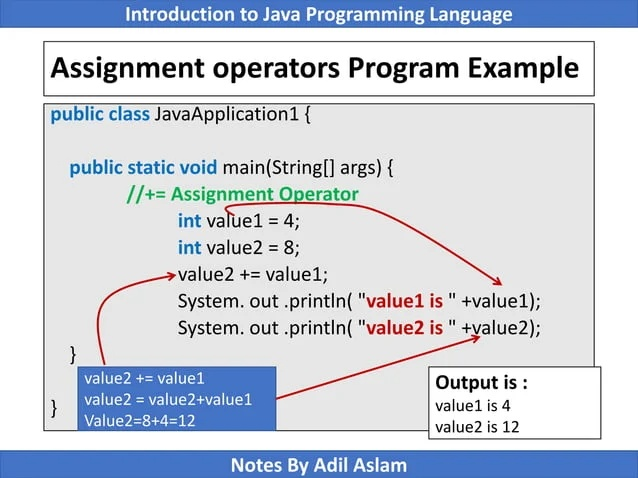 Introduction to Java Programming Language
Assignment operators Program Example
public class JavaApplication1 {
public static void main(String[] args) {
//+= Assignment Operator
int value1 = 4;
int value2 = 8;
value2 += value1;
System. out .println( "value1 is " +value1);
System. out .println( "value2 is " +value2);
}
}
value2 += value1
value2 = value2+value1
Value2=8+4=12
Output is :
value1 is 4
value2 is 12
Notes By Adil Aslam